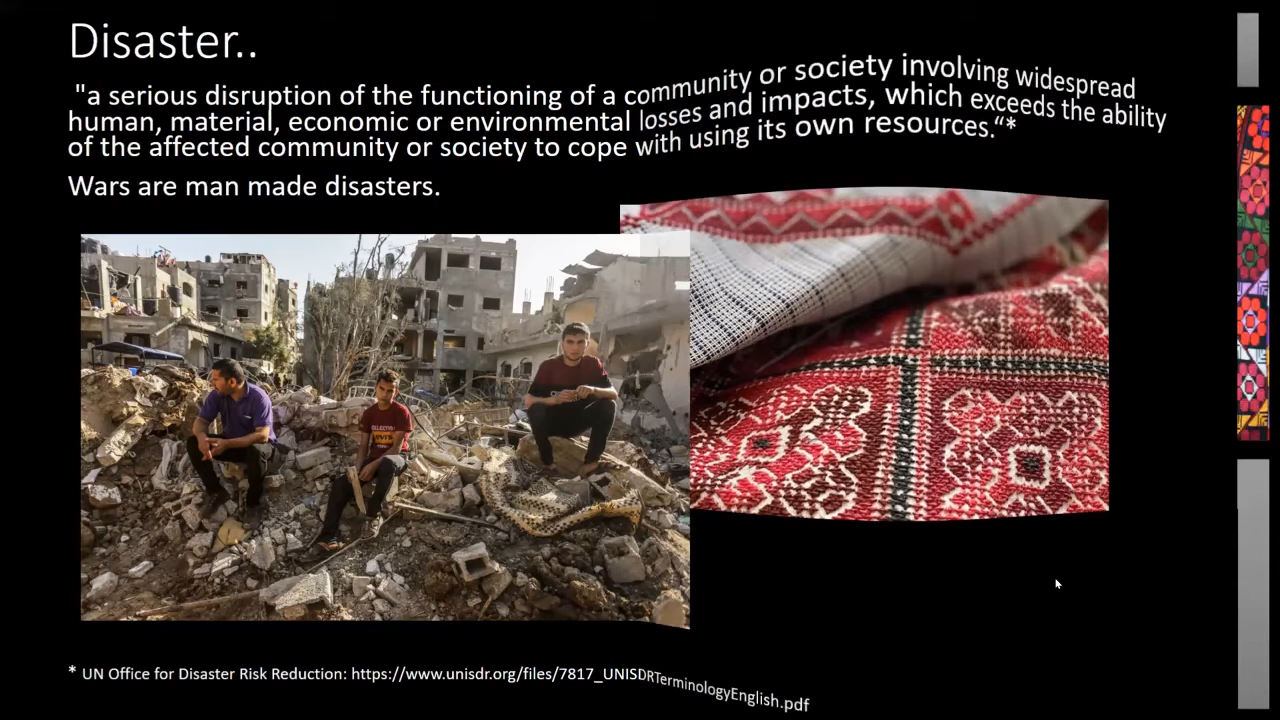 Disaster..
"a serious disruption of the functioning of a community or society involving widespread
human, material, economic or environmental losses and impacts, which exceeds the ability
of the affected community or society to cope with using its own resources.“*
Wars are man made disasters.
* UN Office for Disaster Risk Reduction: https://www.unisdr.org/files/7817_UNISDRTerminologyEnglish.pdf